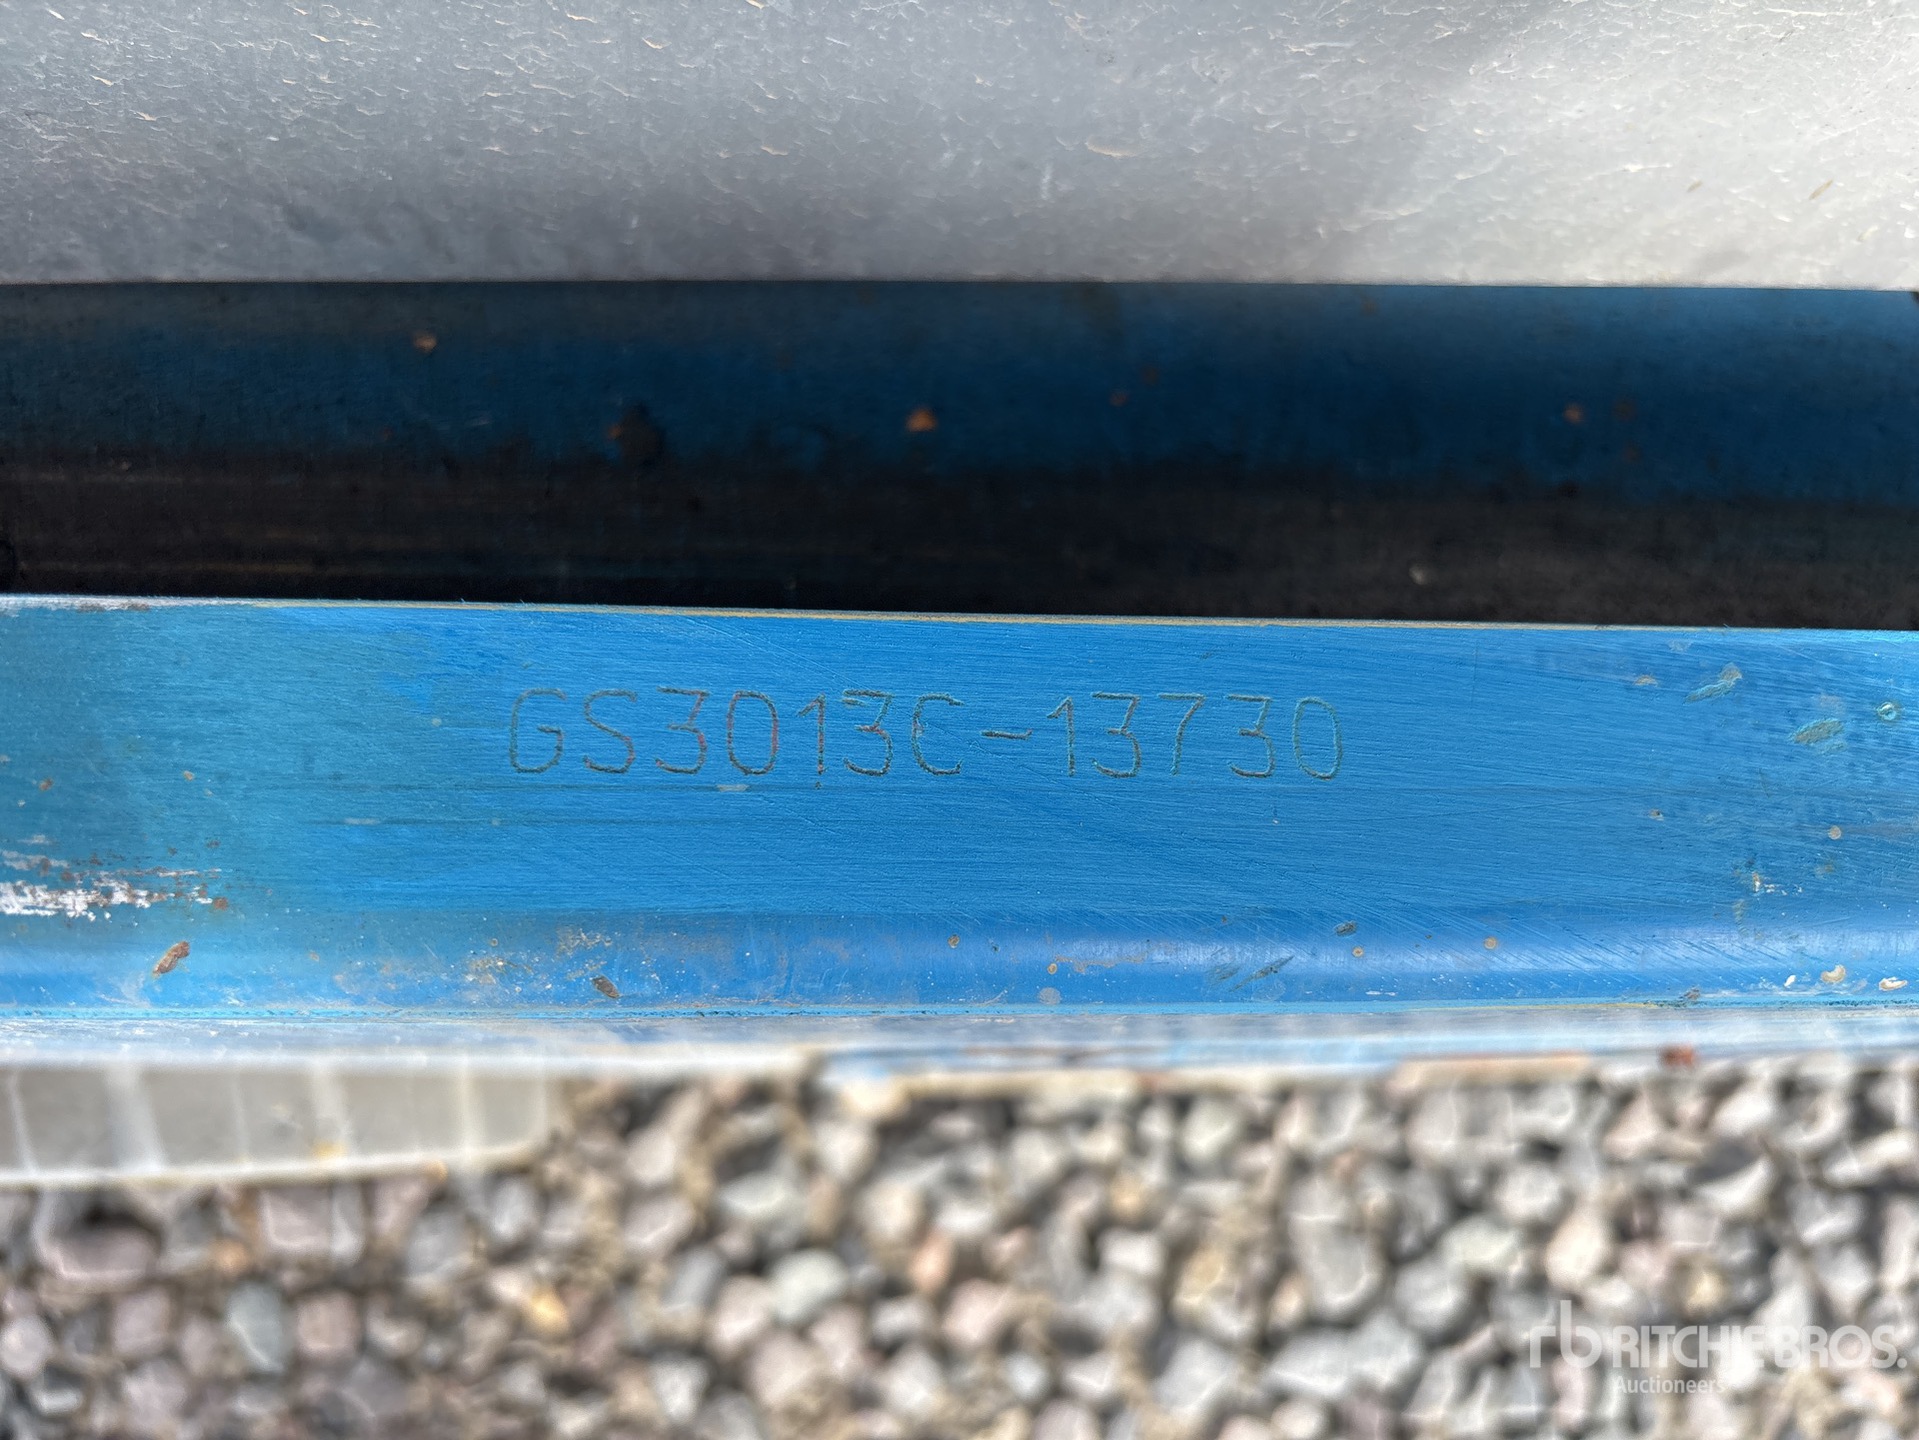 GS3013C-13730
rb RITCHIE BROS.
Auctioneers